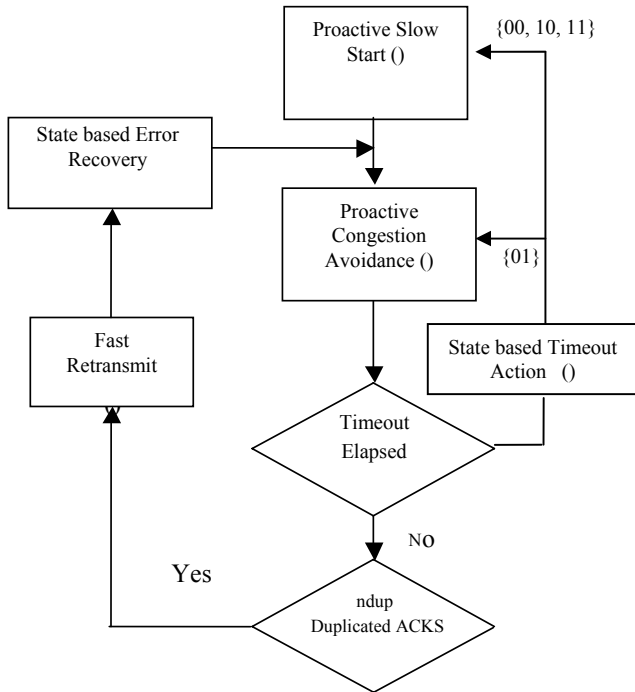 Proactive Slow
Start ()
{00, 10, 11}
State based Error
Recovery
Proactive
Congestion
Avoidance ()
{01}
Fast
Retransmit
State based Timeout
Action ()
Timeout
Elapsed
No
Yes
ndup
Duplicated ACKS